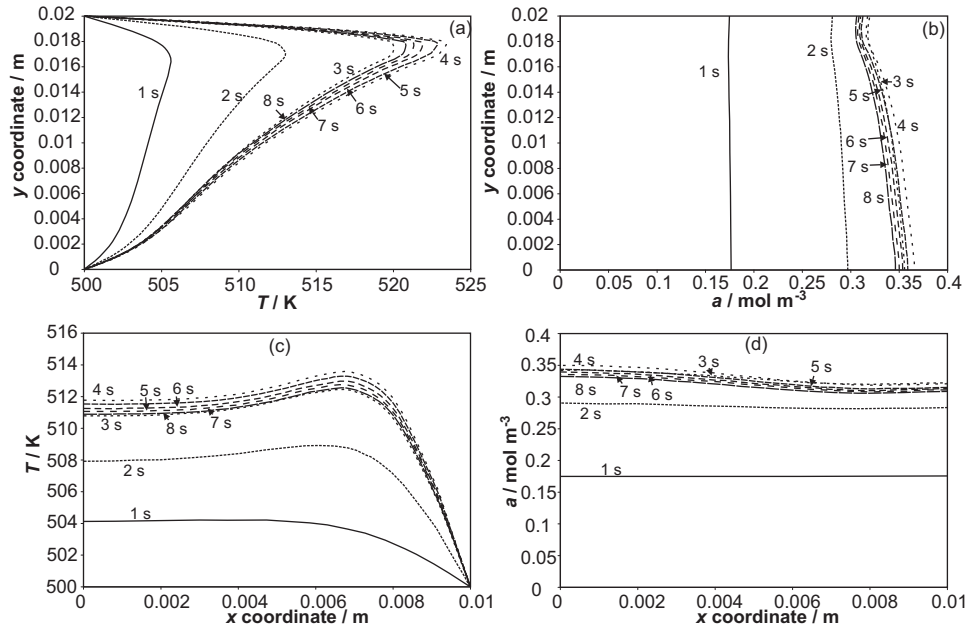 (a)
0.02
0.018
0.016
0.014
0.012
0.01
0.008
0.006
0.004
0.002
0
y coordinate / m
1 s
2 s
3 s
4 s
5 s
6 s
7 s
8 s
500
505
510
515
520
525
T / K
(b)
0.02
0.018
0.016
0.014
0.012
0.01
0.008
0.006
0.004
0.002
0
y coordinate / m
1 s
2 s
3 s
5 s
4 s
6 s
7 s
8 s
0
0.05
0.1
0.15
0.2
0.25
0.3
0.35
0.4
a / mol m-3
(c)
516
514
512
510
508
506
504
502
500
T / K
4 s
5 s
6 s
3 s
8 s
7 s
2 s
1 s
0
0.002
0.004
0.006
0.008
0.01
x coordinate / m
(d)
0.4
0.35
0.3
0.25
0.2
0.15
0.1
0.05
0
a / mol m-3
4 s
3 s
5 s
8 s
7 s
6 s
2 s
1 s
0
0.002
0.004
0.006
0.008
0.01
x coordinate / m